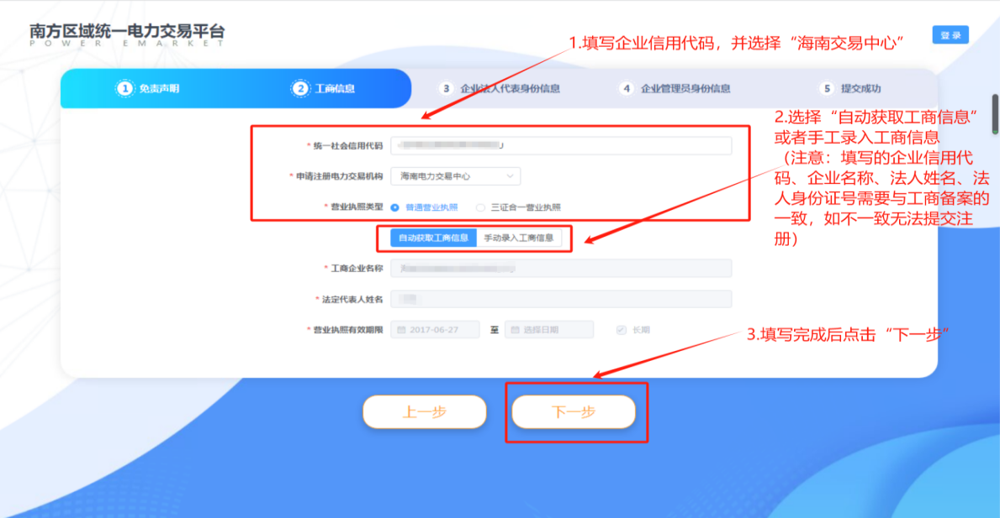 南方区域统一电力交易平台
POWER EMARKET
登录
1.填写企业信用代码，并选择“海南交易中心”
1 免责声明
2 工商信息
3 企业法人代表身份信息
4 企业管理员身份信息
5 提交成功
2.选择“自动获取工商信息”
或者手工录入工商信息
（注意：填写的企业信用代
码、企业名称、法人姓名、法
人身份证号需要与工商备案的
一致，如不一致无法提交注
册）
* 统一社会信用代码
* 申请注册电力交易机构 海南电力交易中心
* 营业执照类型 普通营业执照 三证合一营业执照
自动获取工商信息 手动录入工商信息
* 工商企业名称
* 法定代表人姓名
* 营业执照有效期限 2017-06-27 至 选择日期 长期
3.填写完成后点击“下一步”
上一步 下一步